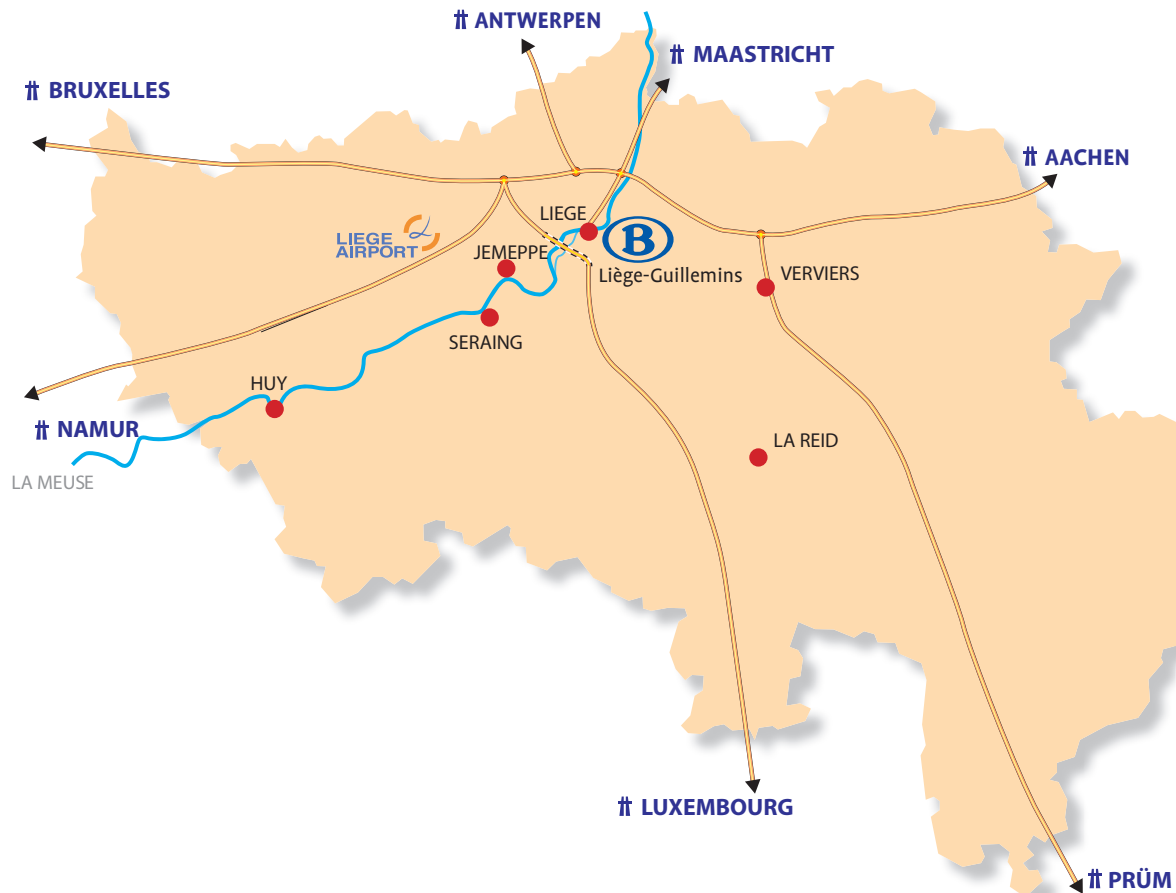 ANTWERPEN
MAASTRICHT
BRUXELLES
AACHEN
LIEGE
B
LIEGE
AIRPORT
JEMEPPE
Liège-Guillemins
VERVIERS
SERAING
HUY
NAMUR
LA REID
LA MEUSE
LUXEMBOURG
PRÜM